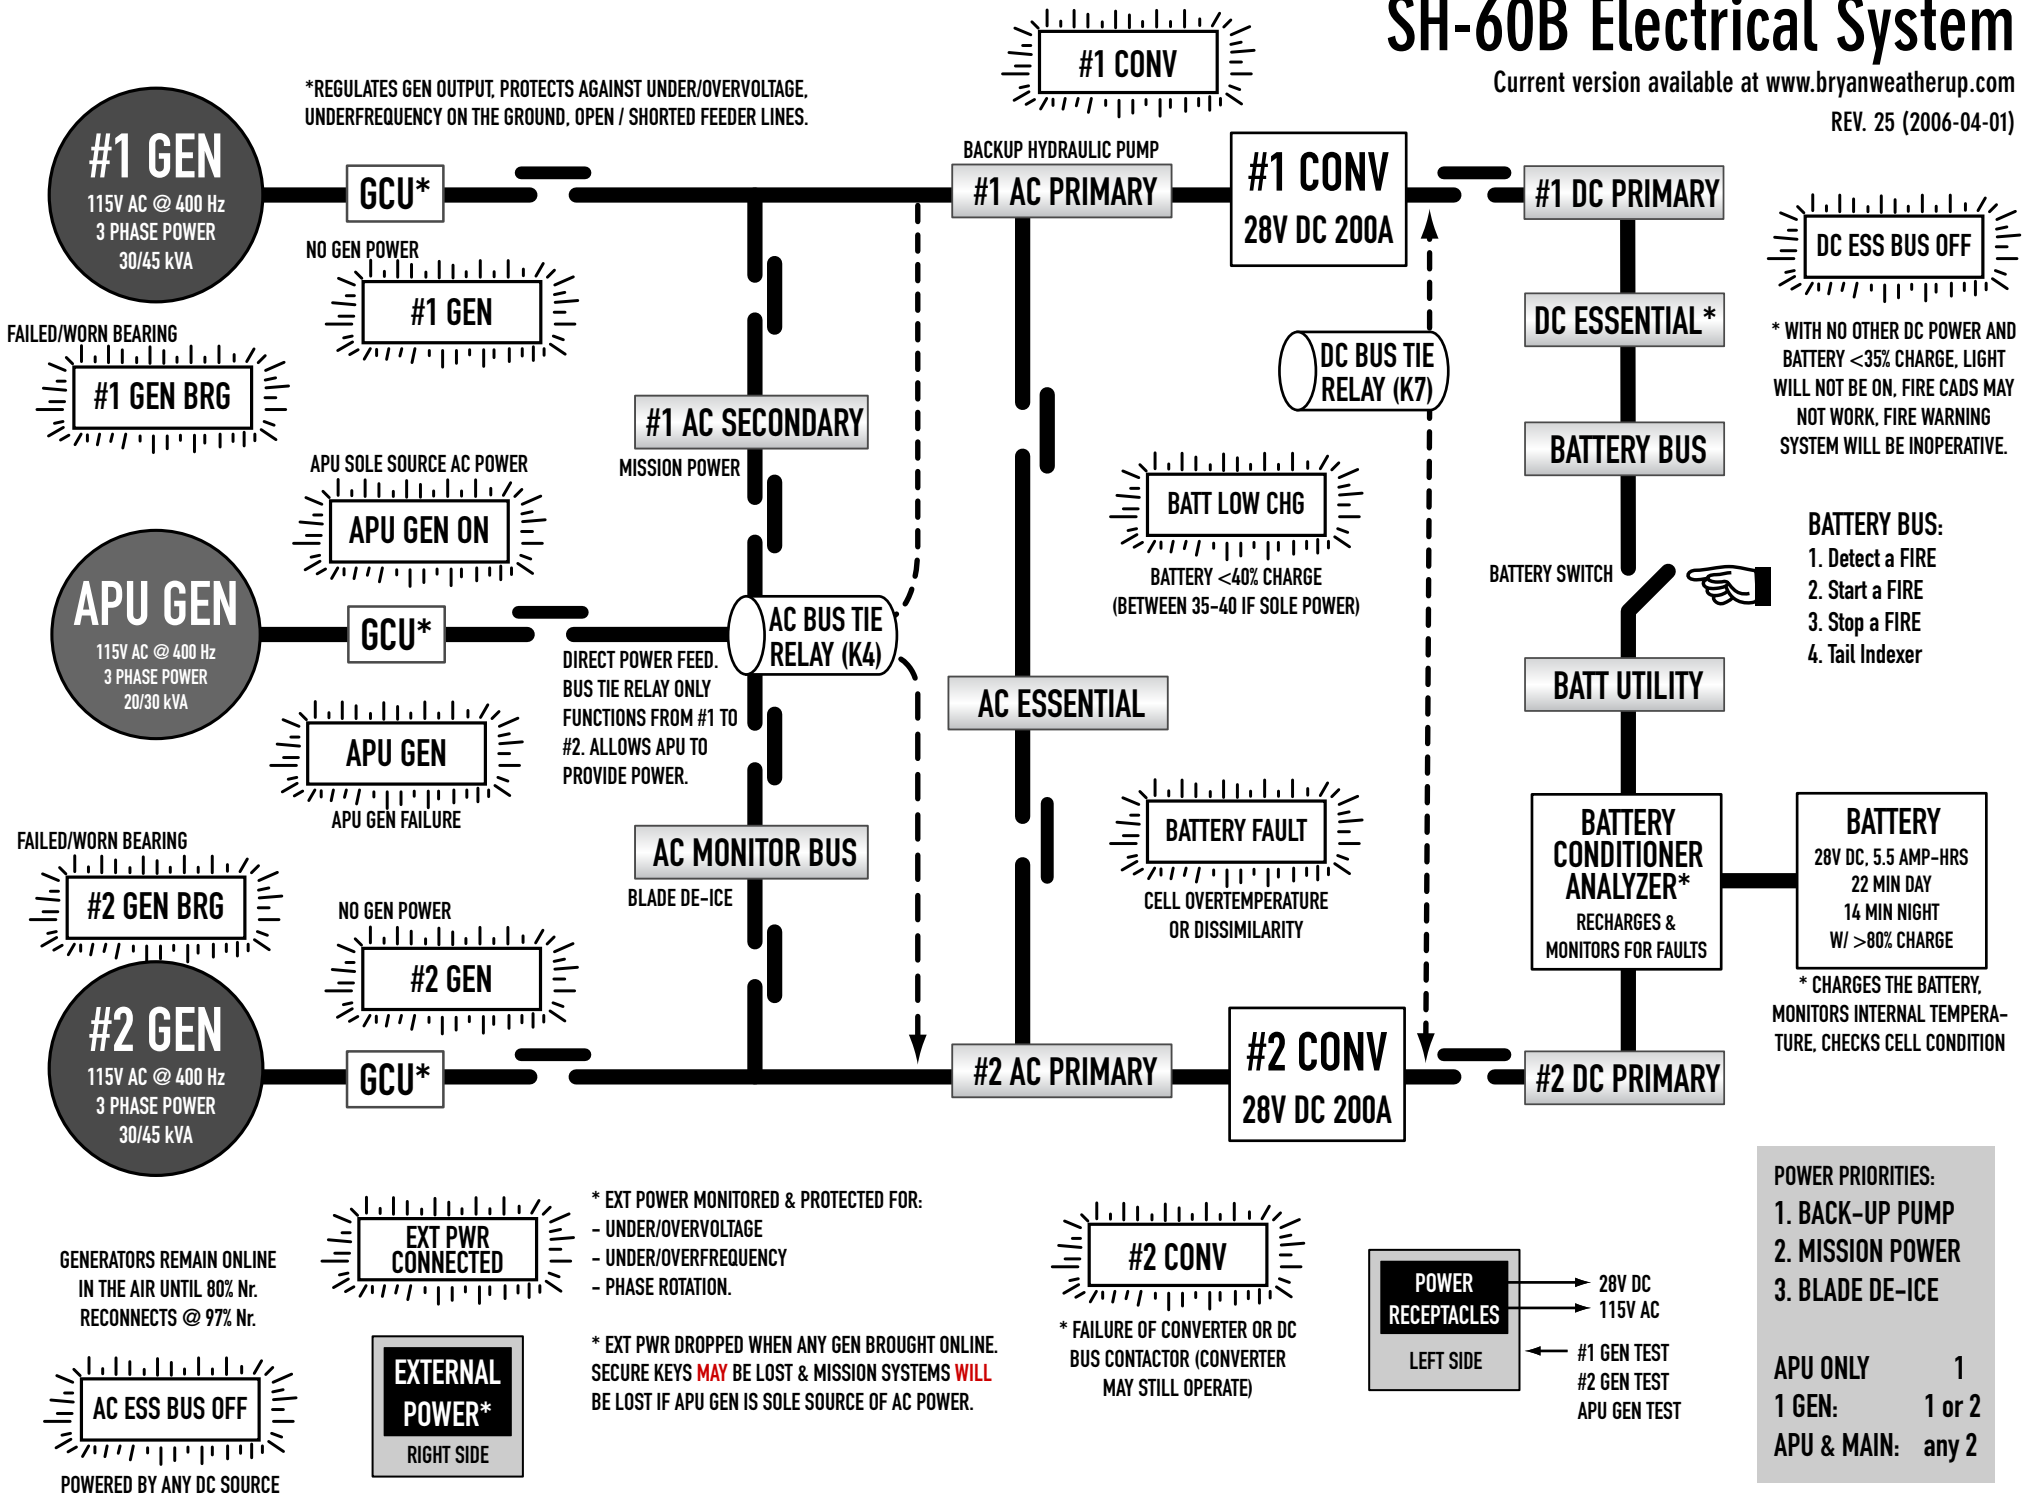 SH-60B Electrical System
Current version available at www.bryanweatherup.com
REV. 25 (2006-04-01)
#1 CONV
*REGULATES GEN OUTPUT, PROTECTS AGAINST UNDER/OVERVOLTAGE,
UNDERFREQUENCY ON THE GROUND, OPEN / SHORTED FEEDER LINES.
#1 GEN
115V AC @ 400 Hz
3 PHASE POWER
30/45 kVA
GCU*
BACKUP HYDRAULIC PUMP
#1 AC PRIMARY
#1 CONV
28V DC 200A
#1 DC PRIMARY
NO GEN POWER
#1 GEN
DC ESS BUS OFF
FAILED/WORN BEARING
#1 GEN BRG
DC ESSENTIAL*
* WITH NO OTHER DC POWER AND
BATTERY <35% CHARGE, LIGHT
WILL NOT BE ON, FIRE CADS MAY
NOT WORK, FIRE WARNING
SYSTEM WILL BE INOPERATIVE.
DC BUS TIE
RELAY (K7)
#1 AC SECONDARY
MISSION POWER
BATTERY BUS
APU SOLE SOURCE AC POWER
APU GEN ON
BATT LOW CHG
BATTERY <40% CHARGE
(BETWEEN 35-40 IF SOLE POWER)
BATTERY SWITCH
BATTERY BUS:
1. Detect a FIRE
2. Start a FIRE
3. Stop a FIRE
4. Tail Indexer
APU GEN
115V AC @ 400 Hz
3 PHASE POWER
20/30 kVA
GCU*
AC BUS TIE
RELAY (K4)
DIRECT POWER FEED.
BUS TIE RELAY ONLY
FUNCTIONS FROM #1 TO
#2. ALLOWS APU TO
PROVIDE POWER.
AC ESSENTIAL
BATT UTILITY
APU GEN
APU GEN FAILURE
AC MONITOR BUS
BLADE DE-ICE
BATTERY FAULT
CELL OVERTEMPERATURE
OR DISSIMILARITY
BATTERY
CONDITIONER
ANALYZER*
RECHARGES &
MONITORS FOR FAULTS
BATTERY
28V DC, 5.5 AMP-HRS
22 MIN DAY
14 MIN NIGHT
W/ >80% CHARGE
* CHARGES THE BATTERY,
MONITORS INTERNAL TEMPERA-
TURE, CHECKS CELL CONDITION
FAILED/WORN BEARING
#2 GEN BRG
NO GEN POWER
#2 GEN
#2 GEN
115V AC @ 400 Hz
3 PHASE POWER
30/45 kVA
GCU*
#2 AC PRIMARY
#2 CONV
28V DC 200A
#2 DC PRIMARY
GENERATORS REMAIN ONLINE
IN THE AIR UNTIL 80% Nr.
RECONNECTS @ 97% Nr.
AC ESS BUS OFF
POWERED BY ANY DC SOURCE
EXT PWR
CONNECTED
* EXT POWER MONITORED & PROTECTED FOR:
- UNDER/OVERVOLTAGE
- UNDER/OVERFREQUENCY
- PHASE ROTATION.
EXTERNAL
POWER*
RIGHT SIDE
* EXT PWR DROPPED WHEN ANY GEN BROUGHT ONLINE.
SECURE KEYS MAY BE LOST & MISSION SYSTEMS WILL
BE LOST IF APU GEN IS SOLE SOURCE OF AC POWER.
#2 CONV
* FAILURE OF CONVERTER OR DC
BUS CONTACTOR (CONVERTER
MAY STILL OPERATE)
POWER
RECEPTACLES
LEFT SIDE
28V DC
115V AC
#1 GEN TEST
#2 GEN TEST
APU GEN TEST
POWER PRIORITIES:
1. BACK-UP PUMP
2. MISSION POWER
3. BLADE DE-ICE
APU ONLY 1
1 GEN: 1 or 2
APU & MAIN: any 2